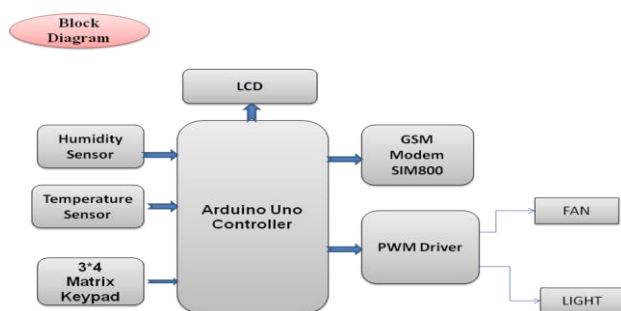 Block
Diagram
LCD
Humidity
Sensor
GSM
Modem
SIM800
Temperature
Sensor
Arduino Uno
Controller
FAN
PWM Driver
3*4
Matrix
Keypad
LIGHT